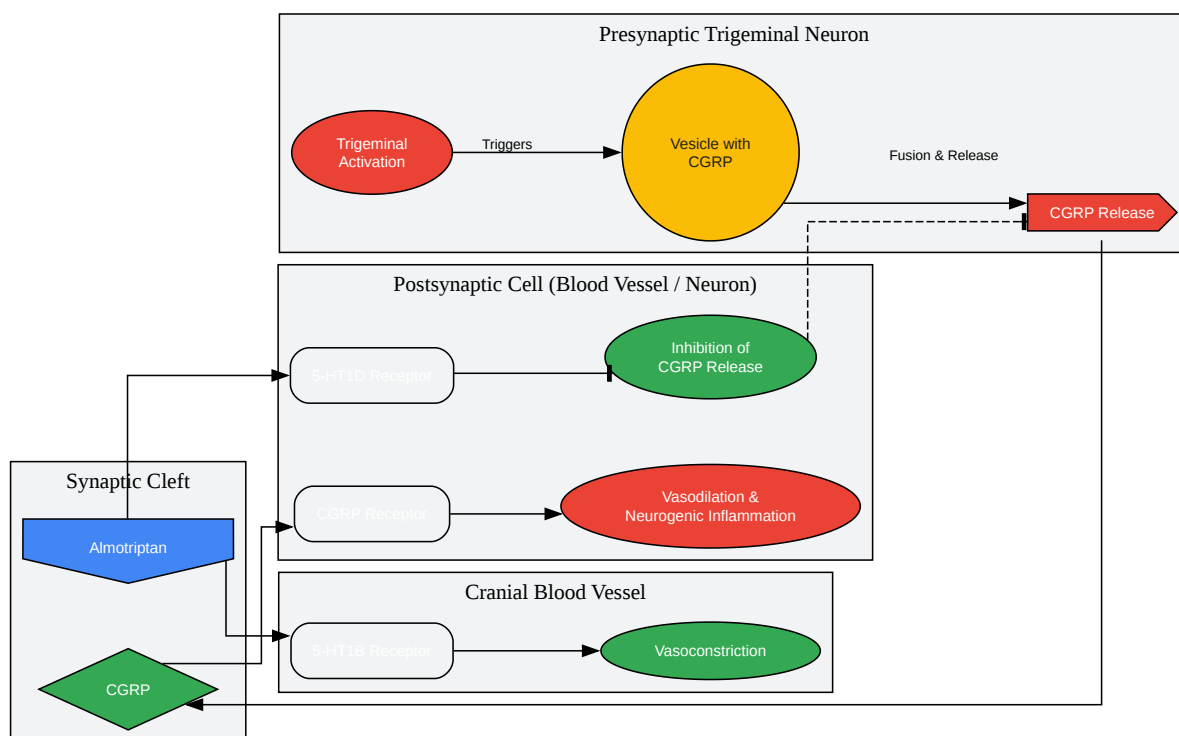 Presynaptic Trigeminal Neuron
Trigeminal
Activation
Triggers
Vesicle with
CGRP
Fusion & Release
CGRP Release
Postsynaptic Cell (Blood Vessel / Neuron)
5-HT1D Receptor
Inhibition of
CGRP Release
CGRP Receptor
Vasodilation &
Neurogenic Inflammation
Synaptic Cleft
Almotriptan
CGRP
Cranial Blood Vessel
5-HT1B Receptor
Vasoconstriction